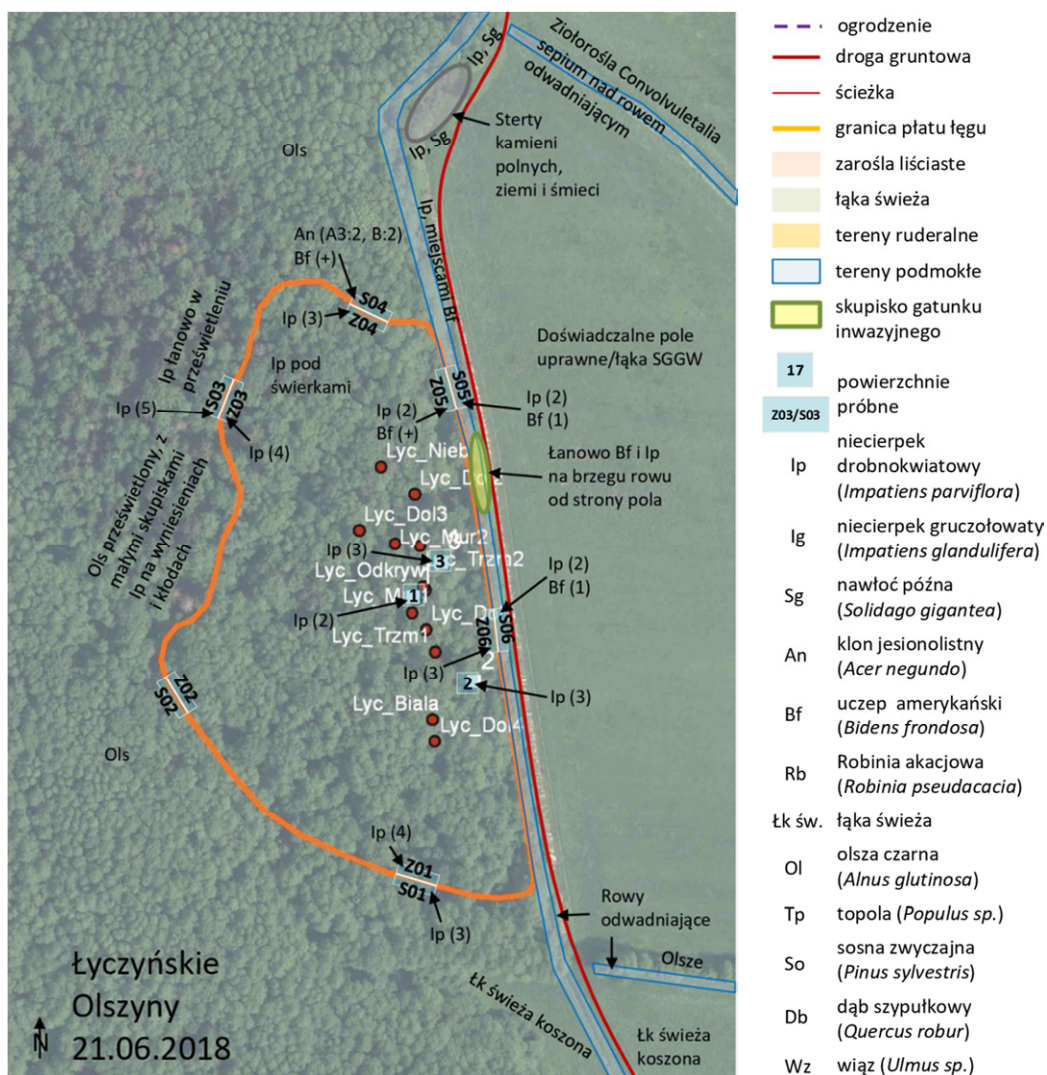 Ip, Sg
Ziołorośla Convolvuletalia
sepium nad rowem
odwadniającym
Sterty
kamieni
polnych,
ziemi i śmieci
Ip, Sg
Ols
Ip, miejscami Bf
An (A3:2, B:2)
Bf (+)
S04
Z04
Ip (3)
Ip łanowo w
prześwietleniu
Ip pod
świerkami
Doświadczalne pole
uprawne/łąka SGGW
S03
Z03
Ip (5)
Ip (4)
Z05
S05
Ip (2)
Bf (+)
Ip (2)
Bf (1)
Łanowo Bf i Ip
na brzegu rowu
od strony pola
Lyc_Nieb
Lyc_Dol2
Lyc_Dol3
Lyc_Mur2
Ip (3)
3
Lyc_Odkryw
1
Ip (2)
Lyc_Trzm1
Ip (2)
Bf (1)
Z06
S06
Ip (3)
2
2
Ip (3)
Ols prześwietlony, z
małymi skupiskami
Ip na wyniesieniach
i kłodach
Z02
S02
Lyc_Biala
Lyc_Dol4
Ols
Ip (4)
Z01
S01
Ip (3)
Rowy
odwadniające
Olsze
Łk świeża koszona
Łk świeża
koszona
Łyczyńskie
Olszyny
21.06.2018
N
ogrodzenie
droga gruntowa
ścieżka
granica płatu łęgu
zarośla liściaste
łąka świeża
tereny ruderalne
tereny podmokłe
skupisko gatunku
inwazyjnego
17
Z03/S03
powierzchnie
próbne
Ip niecierpek
drobnokwiatowy
(Impatiens parviflora)
Ig niecierpek gruczołowaty
(Impatiens glandulifera)
Sg nawłoć późna
(Solidago gigantea)
An klon jesionolistny
(Acer negundo)
Bf uczep amerykański
(Bidens frondosa)
Rb Robinia akacjowa
(Robinia pseudacacia)
Łk św. łąka świeża
Ol olsza czarna
(Alnus glutinosa)
Tp topola (Populus sp.)
So sosna zwyczajna
(Pinus sylvestris)
Db dąb szypułkowy
(Quercus robur)
Wz wiąz (Ulmus sp.)